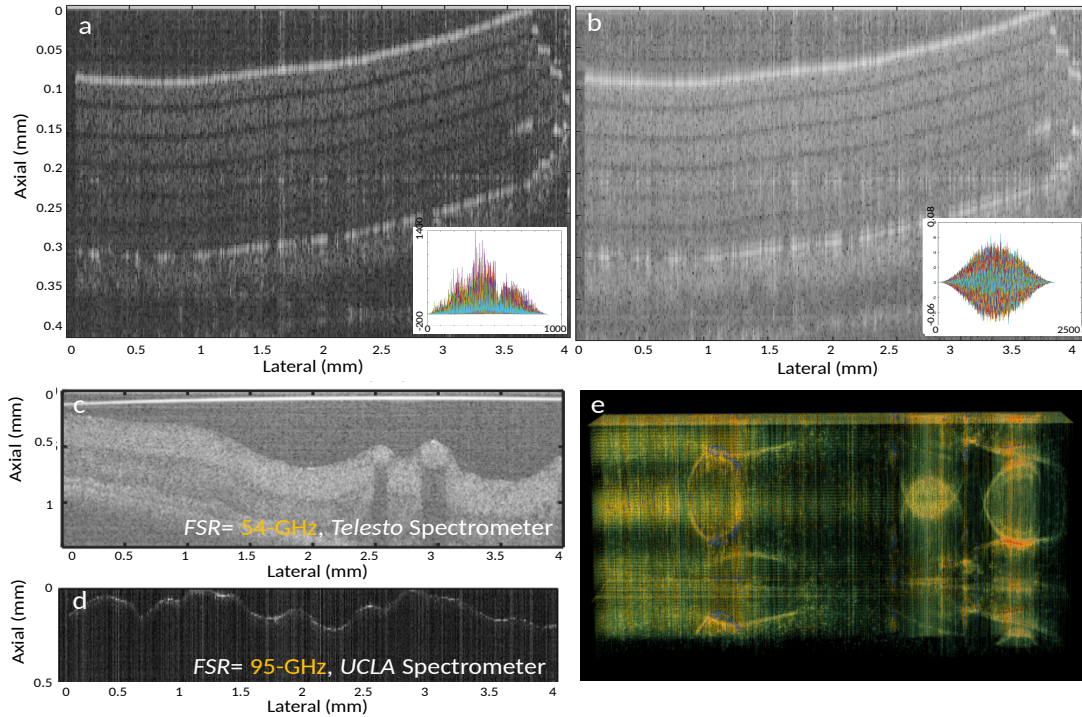 a
0
0.05
0.1
0.15
0.2
0.25
0.3
0.35
0.4
Axial (mm)
1400
-200
0
1000
0 0.5 1 1.5 2 2.5 3 3.5 4
Lateral (mm)
b
0.08
-0.06
0
2500
0 0.5 1 1.5 2 2.5 3 3.5 4
Lateral (mm)
c
0
0.5
1
Axial (mm)
FSR= 54-GHz, Telesto Spectrometer
0 0.5 1 1.5 2 2.5 3.0 3.5 4
Lateral (mm)
d
0
0.5
Axial (mm)
FSR= 95-GHz, UCLA Spectrometer
0 0.5 1 1.5 2 2.5 3 3.5 4
Lateral (mm)
e